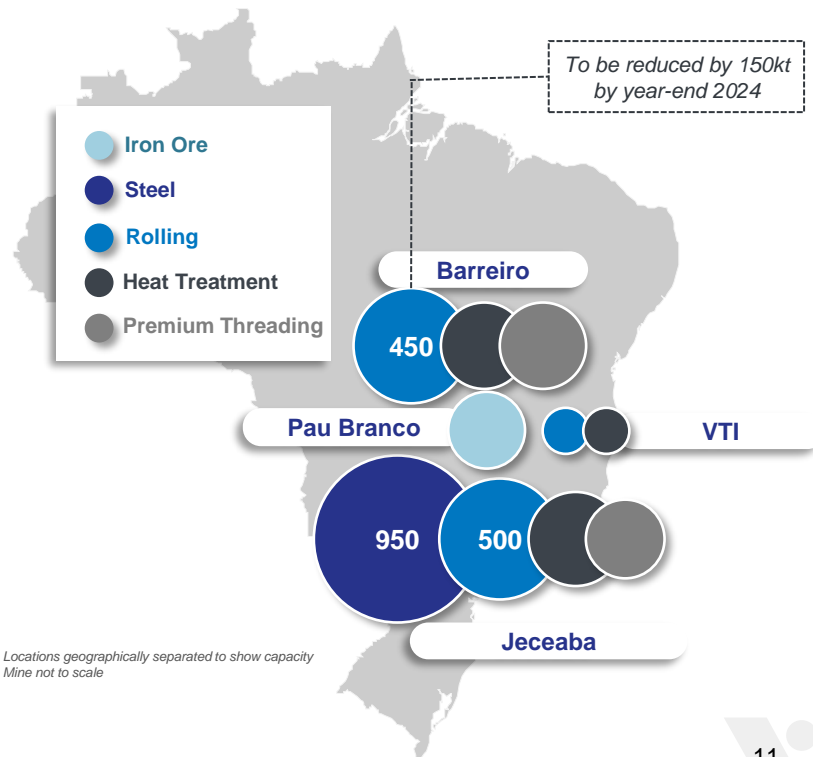 To be reduced by 150kt
by year-end 2024
Iron Ore
Steel
Rolling
Heat Treatment
Premium Threading
Barreiro
450
Pau Branco
VTI
950
500
Jeceaba
Locations geographically separated to show capacity
Mine not to scale
11